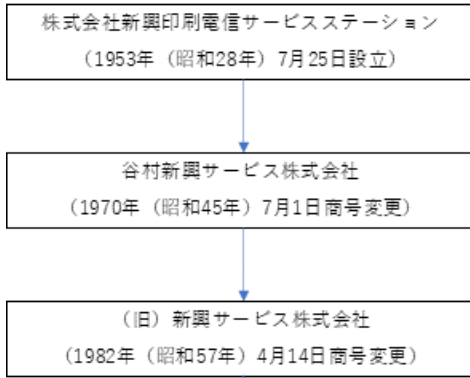 株式会社新興印刷電信サービスステーション
（1953年（昭和28年）7月25日設立）
谷村新興サービス株式会社
（1970年（昭和45年）7月1日商号変更）
（旧）新興サービス株式会社
（1982年（昭和57年）4月14日商号変更）